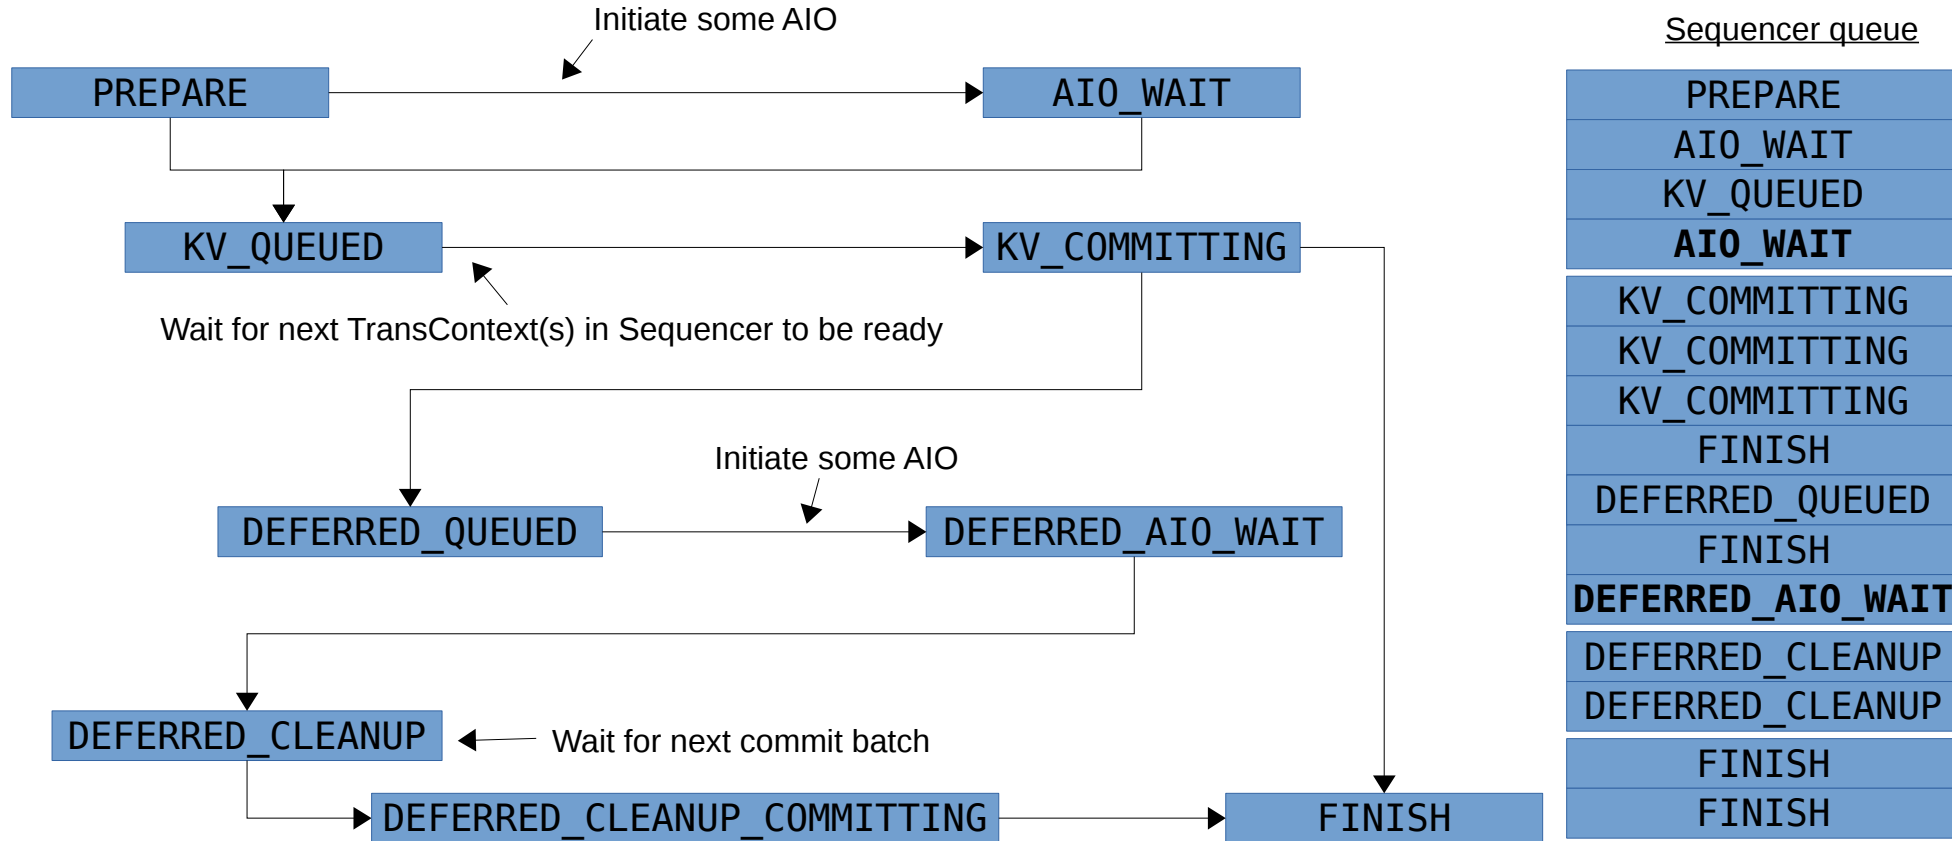 Initiate some AIO
PREPARE
AIO_WAIT
KV_QUEUED
KV_COMMITTING
Wait for next TransContext(s) in Sequencer to be ready
Initiate some AIO
DEFERRED_QUEUED
DEFERRED_AIO_WAIT
DEFERRED_CLEANUP
Wait for next commit batch
DEFERRED_CLEANUP_COMMITTING
FINISH
Sequencer queue
PREPARE
AIO_WAIT
KV_QUEUED
AIO_WAIT
KV_COMMITTING
KV_COMMITTING
KV_COMMITTING
FINISH
DEFERRED_QUEUED
FINISH
DEFERRED_AIO_WAIT
DEFERRED_CLEANUP
DEFERRED_CLEANUP
FINISH
FINISH